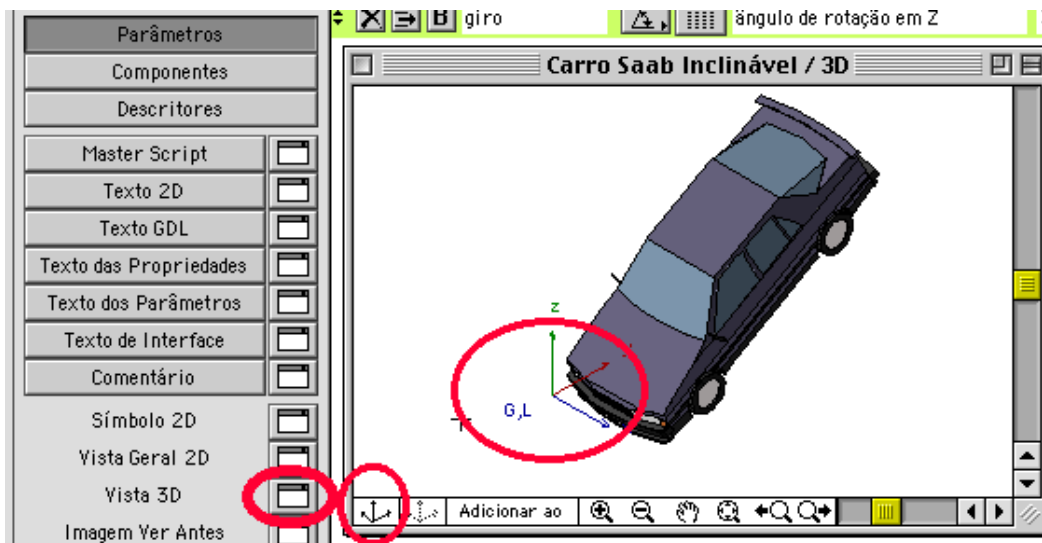 Parâmetros
Componentes
Descritores
Master Script
Texto 2D
Texto GDL
Texto das Propriedades
Texto dos Parâmetros
Texto de Interface
Comentário
Símbolo 2D
Vista Geral 2D
Vista 3D
Imagem Ver Antes
B giro ângulo de rotação em Z
Carro Saab Inclinável / 3D
z
G,L
Adicionar ao